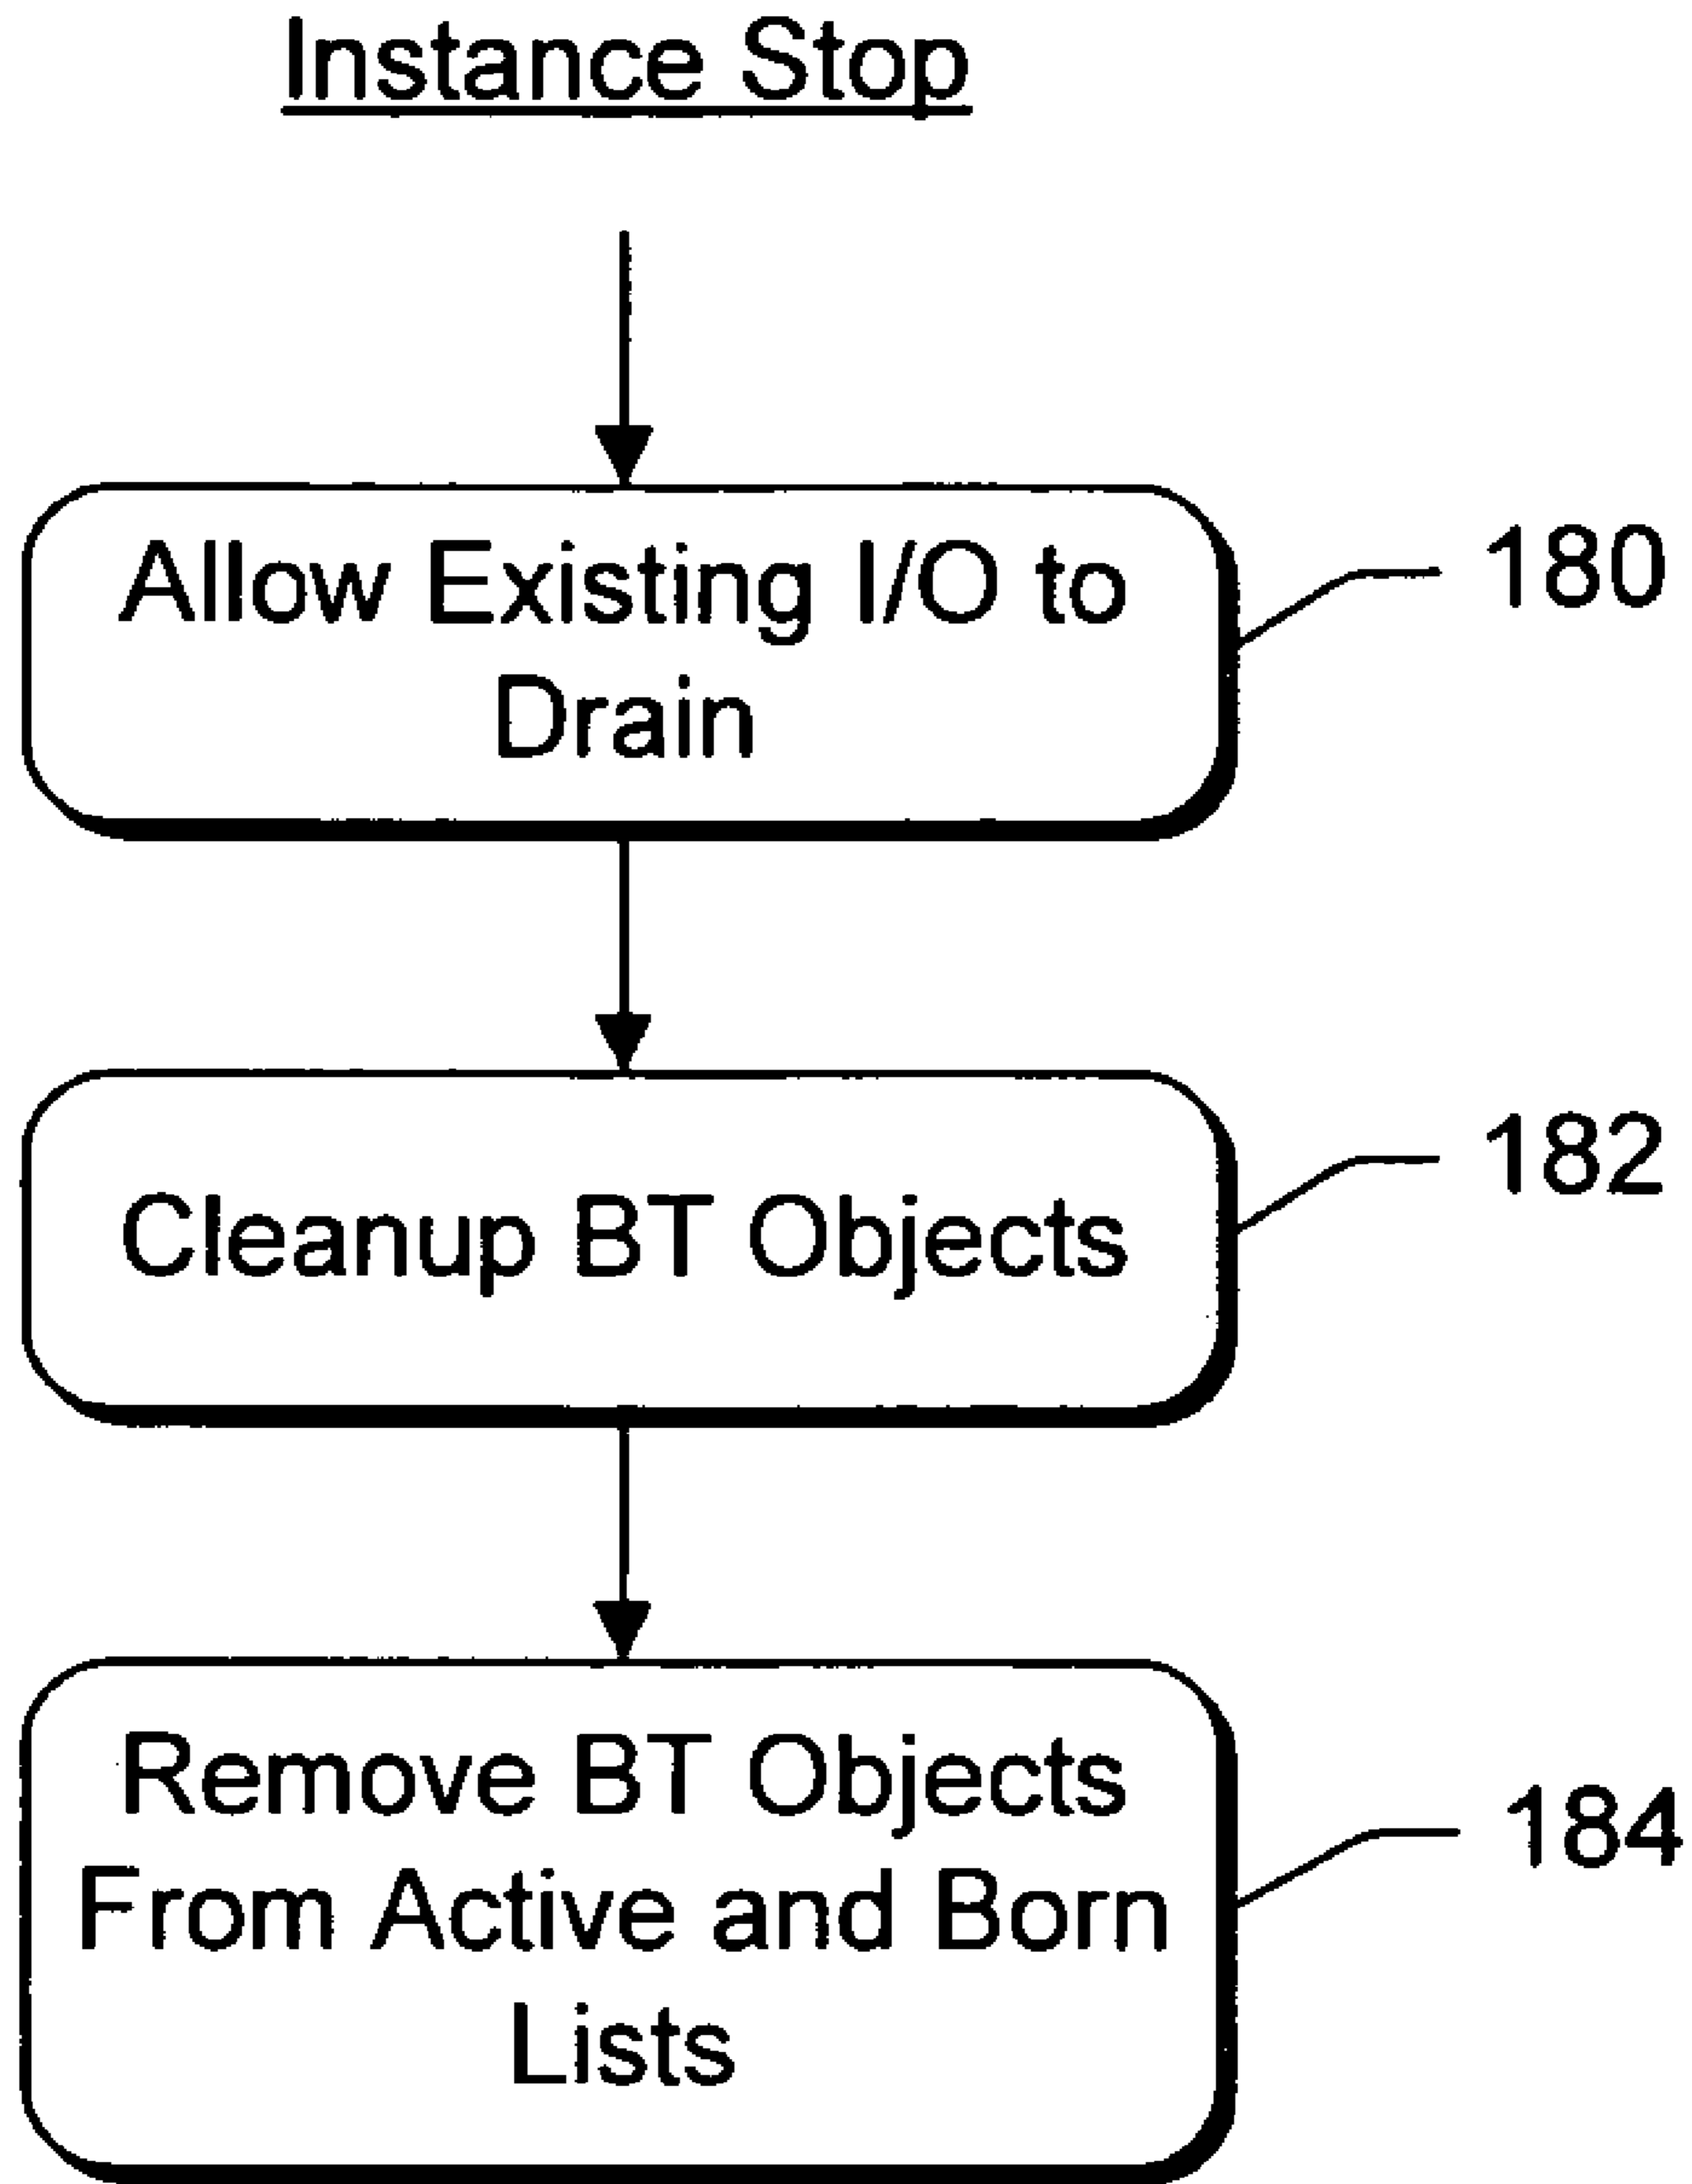 Instance Stop
Allow Existing I/O to
Drain
180
Cleanup BT Objects
182
Remove BT Objects
From Active and Born
Lists
184